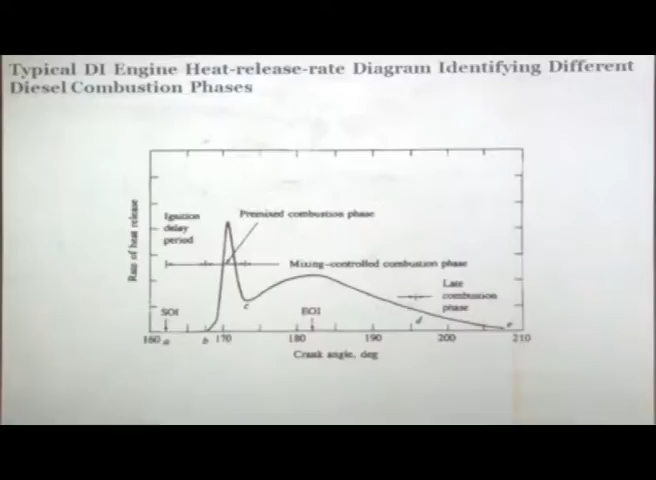 Typical DI Engine Heat-release-rate Diagram Identifying Different
Diesel Combustion Phases
Ignition
delay
period
Premixed combustion phase
Mixing-controlled combustion phase
Late
combustion
phase
Rate of heat release
SOI
EOI
c
d
e
160 a b 170 180 190 200 210
Crank angle, deg